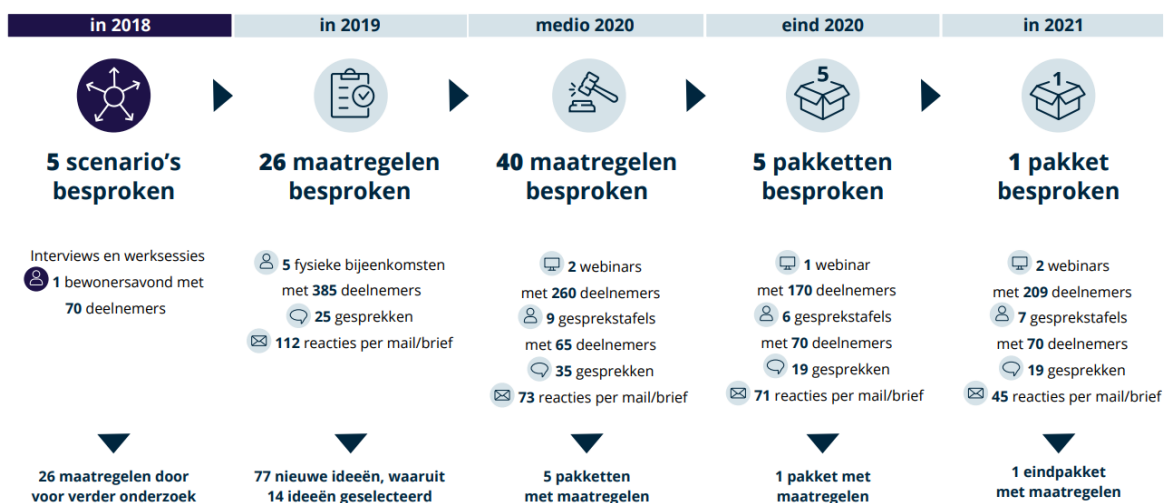 in 2018
in 2019
medio 2020
eind 2020
in 2021
5
1
5 scenario's
besproken
26 maatregelen
besproken
40 maatregelen
besproken
5 pakketten
besproken
1 pakket
besproken
Interviews en werksessies
1 bewonersavond met
70 deelnemers
5 fysieke bijeenkomsten
met 385 deelnemers
25 gesprekken
112 reacties per mail/brief
2 webinars
met 260 deelnemers
9 gesprekstafels
met 65 deelnemers
35 gesprekken
73 reacties per mail/brief
1 webinar
met 170 deelnemers
6 gesprekstafels
met 70 deelnemers
19 gesprekken
71 reacties per mail/brief
2 webinars
met 209 deelnemers
7 gesprekstafels
met 70 deelnemers
19 gesprekken
45 reacties per mail/brief
26 maatregelen door
voor verder onderzoek
77 nieuwe ideeën, waaruit
14 ideeën geselecteerd
5 pakketten
met maatregelen
1 pakket met
maatregelen
1 eindpakket
met maatregelen